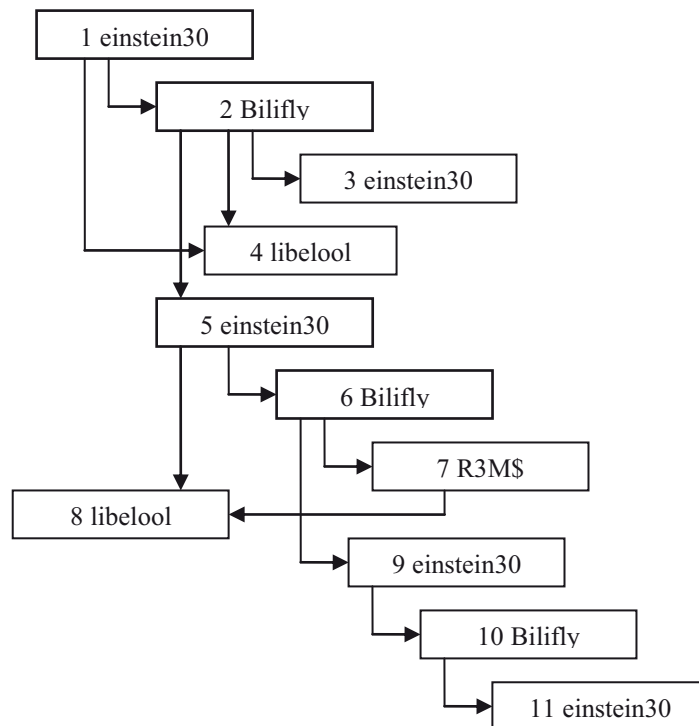 1 einstein30
2 Bilifly
3 einstein30
4 libelool
5 einstein30
6 Bilifly
7 R3M$
8 libelool
9 einstein30
10 Bilifly
11 einstein30